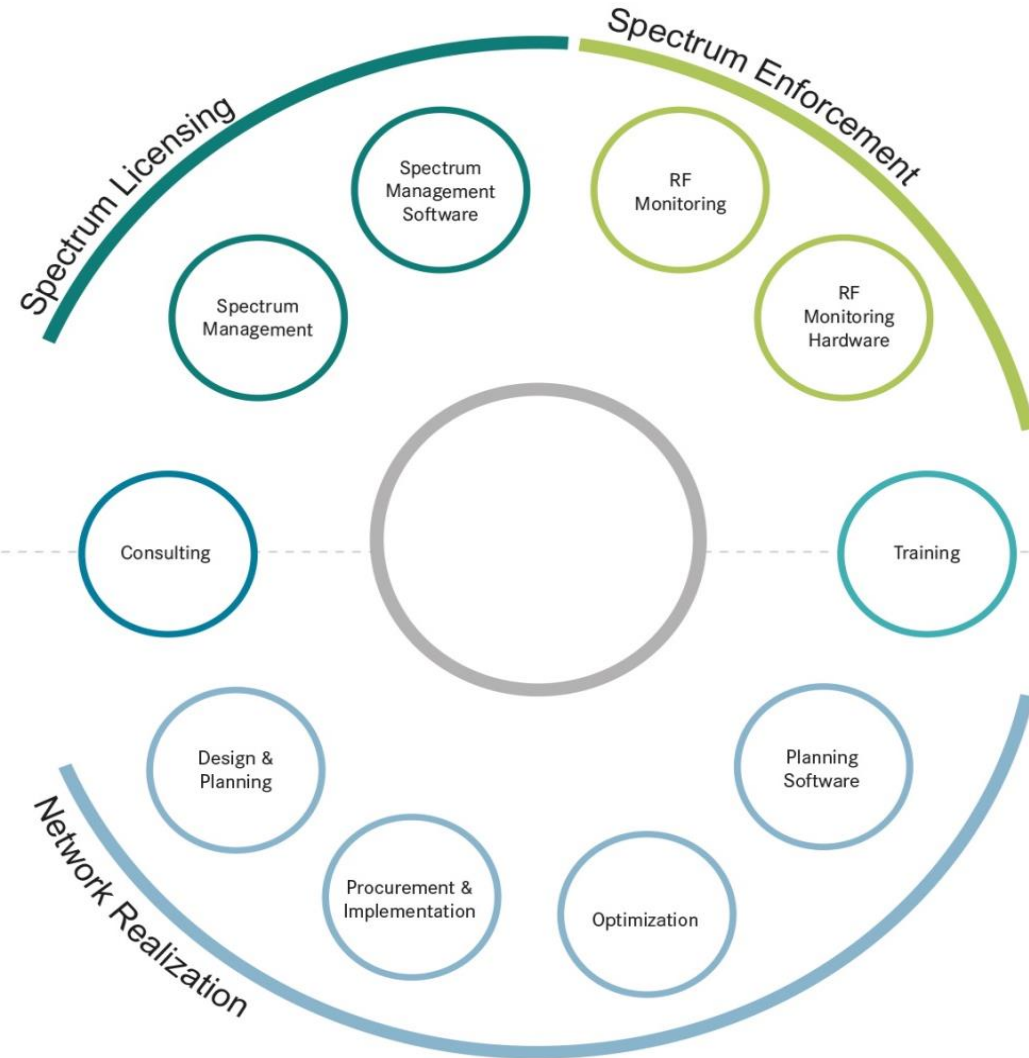 Spectrum Licensing
Spectrum Enforcement
Spectrum
Management
Software
RF
Monitoring
Spectrum
Management
RF
Monitoring
Hardware
Consulting
Training
Design &
Planning
Planning
Software
Procurement &
Implementation
Optimization
Network Realization